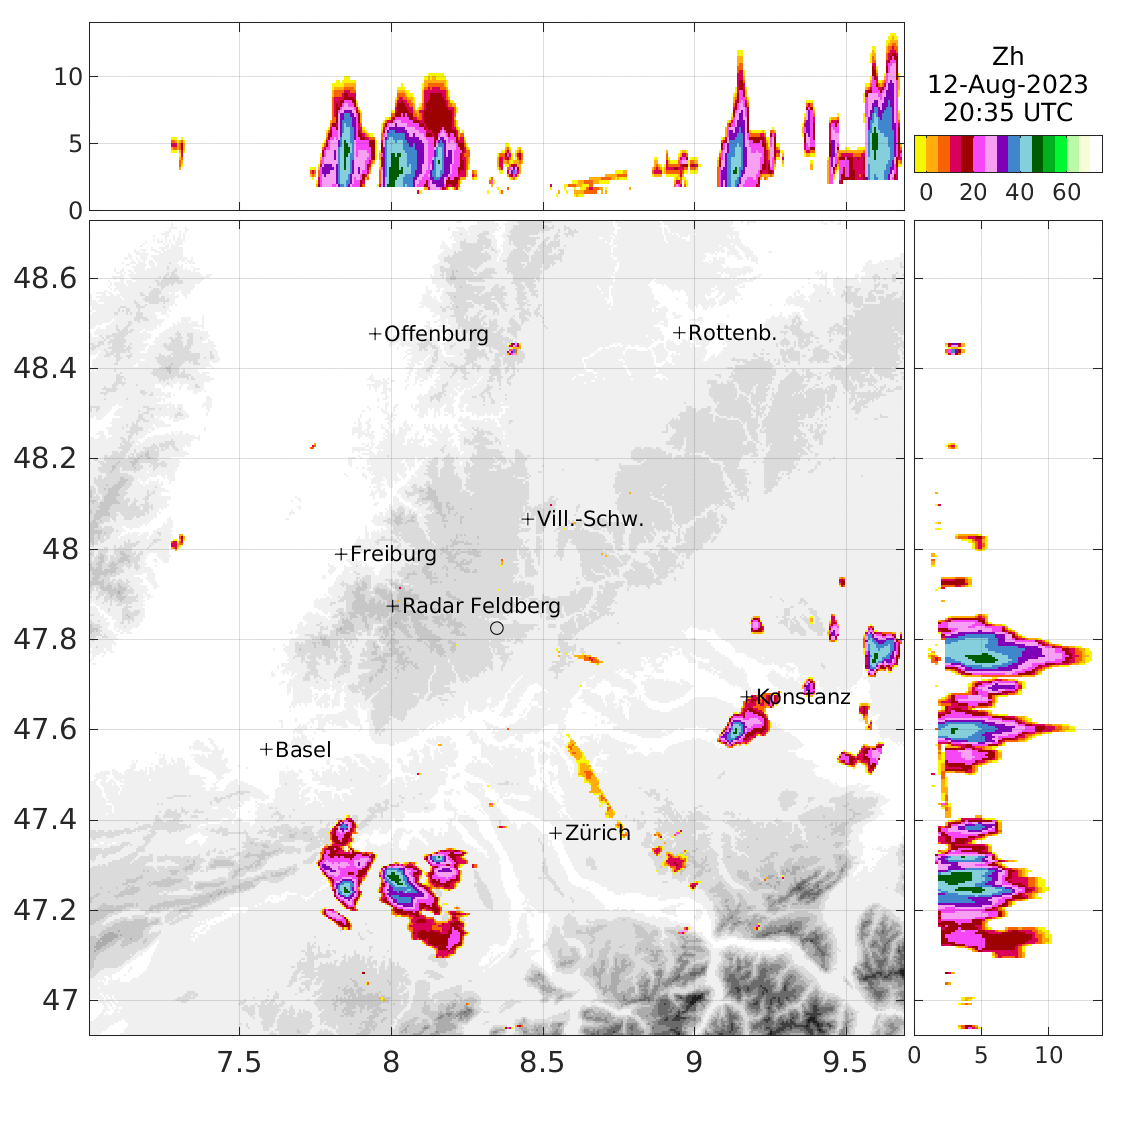 10
5
0
Zh
12-Aug-2023
20:35 UTC
0 20 40 60
48.6
48.4
48.2
48
47.8
47.6
47.4
47.2
47
+Offenburg
+Rottenb.
+Vill.-Schw.
+Freiburg
+Radar Feldberg
+Konstanz
+Basel
+Zürich
7.5 8 8.5 9 9.5
0 5 10